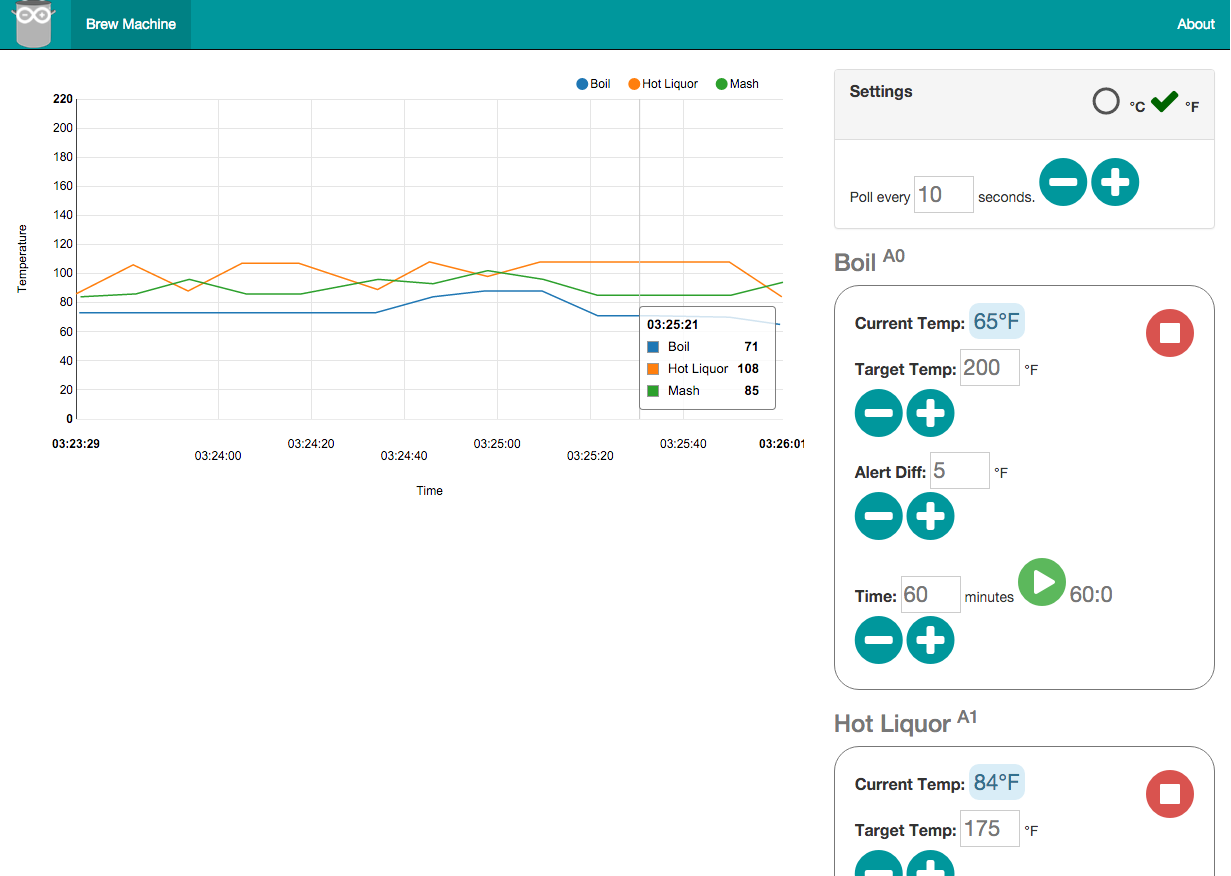 Brew Machine
About
Boil Hot Liquor Mash
220
200
180
160
140
120
100
80
60
40
20
0
Temperature
03:25:21
Boil 71
Hot Liquor 108
Mash 85
03:23:29 03:24:20 03:25:00 03:25:40 03:26:01
03:24:00 03:24:40 03:25:20
Time
Settings
°C °F
Poll every 10 seconds.
Boil A0
Current Temp: 65°F
Target Temp: 200 °F
Alert Diff: 5 °F
Time: 60 minutes 60:0
Hot Liquor A1
Current Temp: 84°F
Target Temp: 175 °F